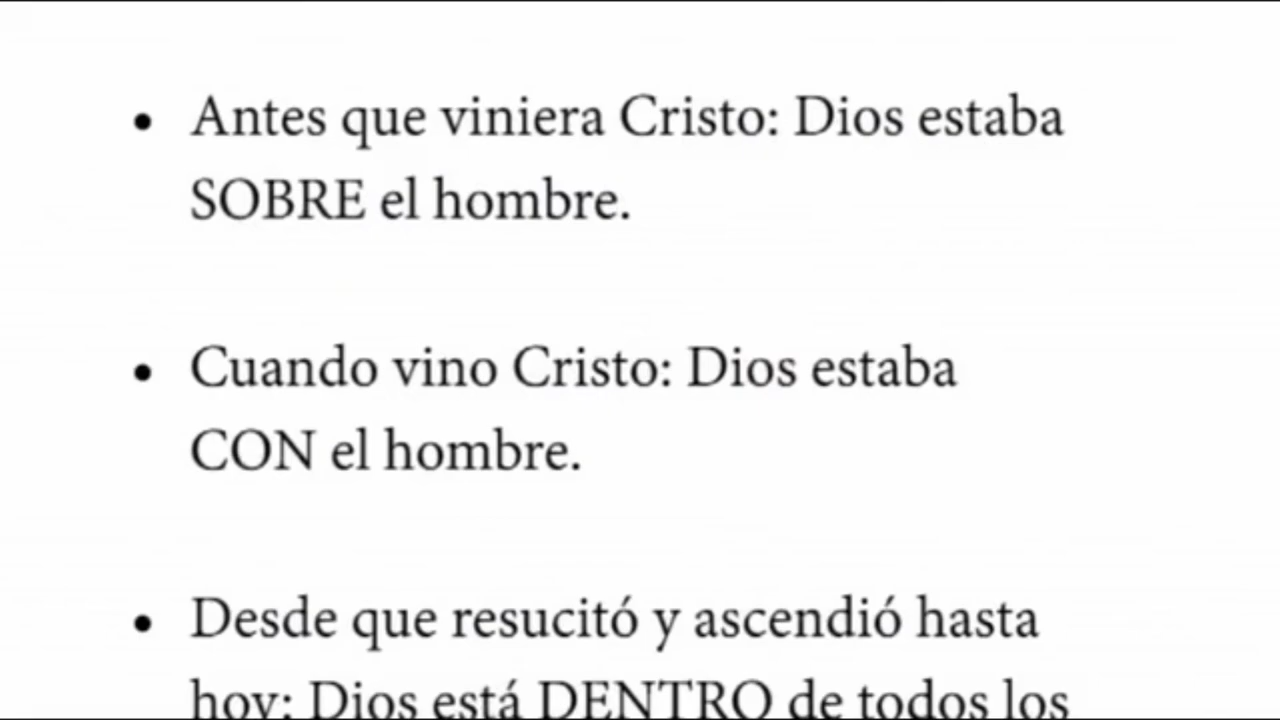 • Antes que viniera Cristo: Dios estaba
SOBRE el hombre.
• Cuando vino Cristo: Dios estaba
CON el hombre.
• Desde que resucitó y ascendió hasta
hoy: Dios está DENTRO de todos los